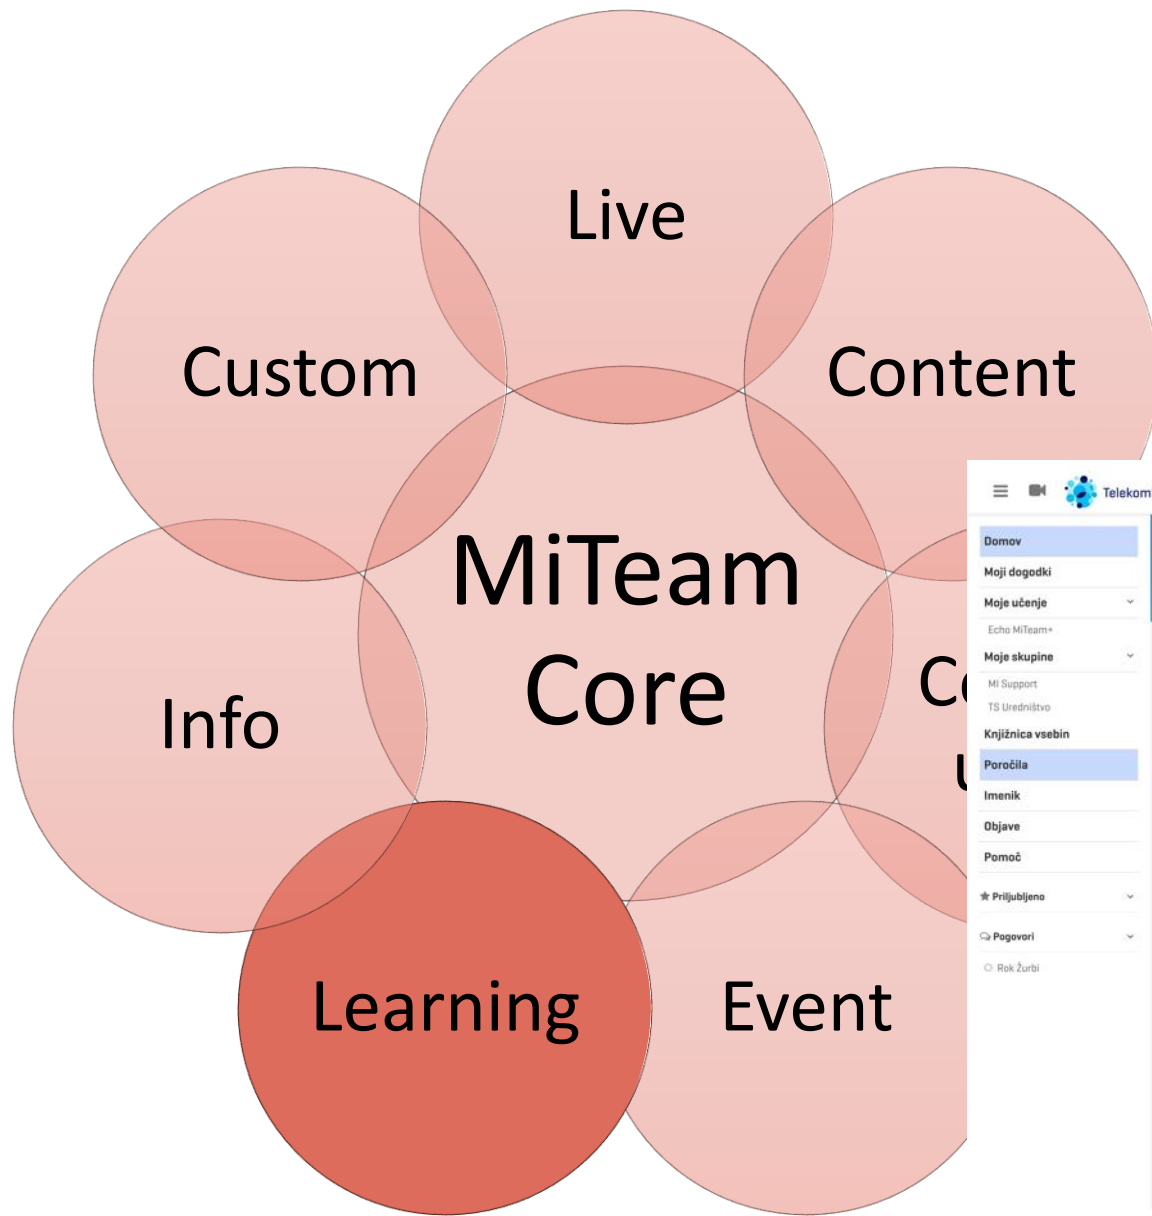 Live
Custom
Content
MiTeam
Core
Info
Learning
Event
Telekom
Domov
Moji dogodki
Moje učenje
Echo MiTeam+
Moje skupine
MI Support
TS Uredništvo
Knjižnica vsebin
Poročila
Imenik
Objave
Pomoč
Priljubljeno
Pogovori
Rok Žurbi